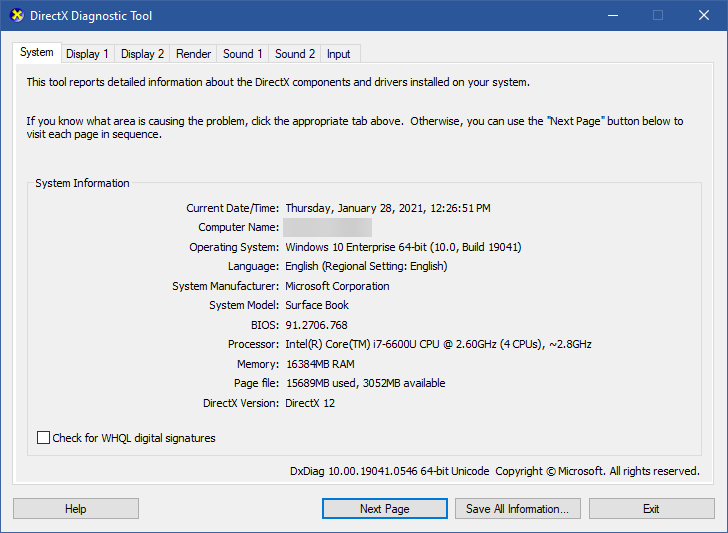 DirectX Diagnostic Tool
System Display 1 Display 2 Render Sound 1 Sound 2 Input
This tool reports detailed information about the DirectX components and drivers installed on your system.
If you know what area is causing the problem, click the appropriate tab above.  Otherwise, you can use the "Next Page" button below to
visit each page in sequence.
System Information
Current Date/Time: Thursday, January 28, 2021, 12:26:51 PM
Computer Name:
Operating System: Windows 10 Enterprise 64-bit (10.0, Build 19041)
Language: English (Regional Setting: English)
System Manufacturer: Microsoft Corporation
System Model: Surface Book
BIOS: 91.2706.768
Processor: Intel(R) Core(TM) i7-6600U CPU @ 2.60GHz (4 CPUs), ~2.8GHz
Memory: 16384MB RAM
Page file: 15689MB used, 3052MB available
DirectX Version: DirectX 12
Check for WHQL digital signatures
DxDiag 10.00.19041.0546 64-bit Unicode  Copyright © Microsoft. All rights reserved.
Help Next Page Save All Information... Exit